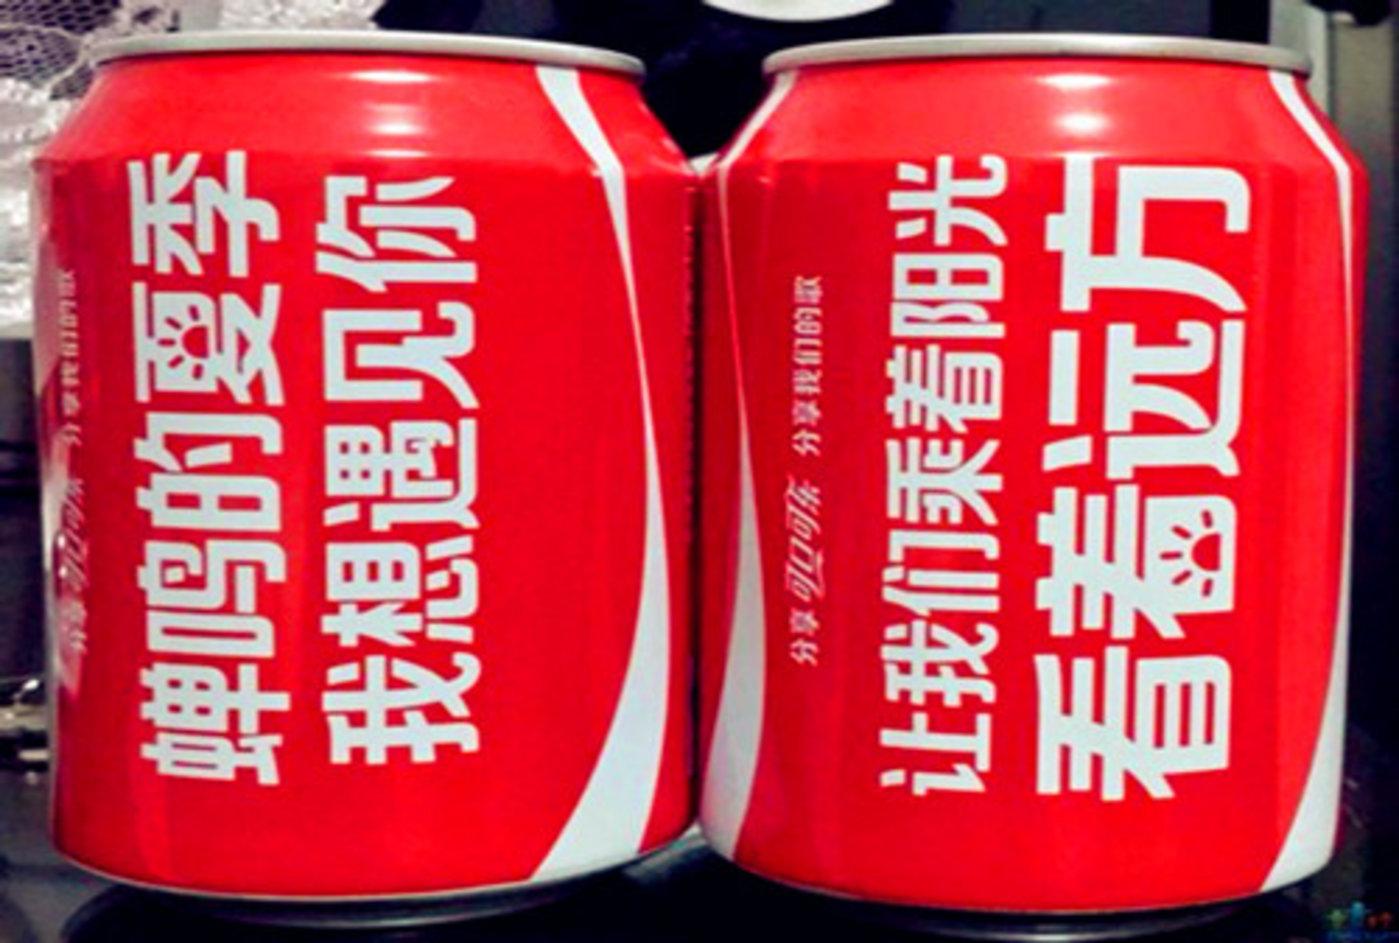 分享 可口可乐 分享我们的歌
蝉鸣的夏季
我想遇见你
分享 可口可乐 分享我们的歌
让我们乘着阳光
看着远方